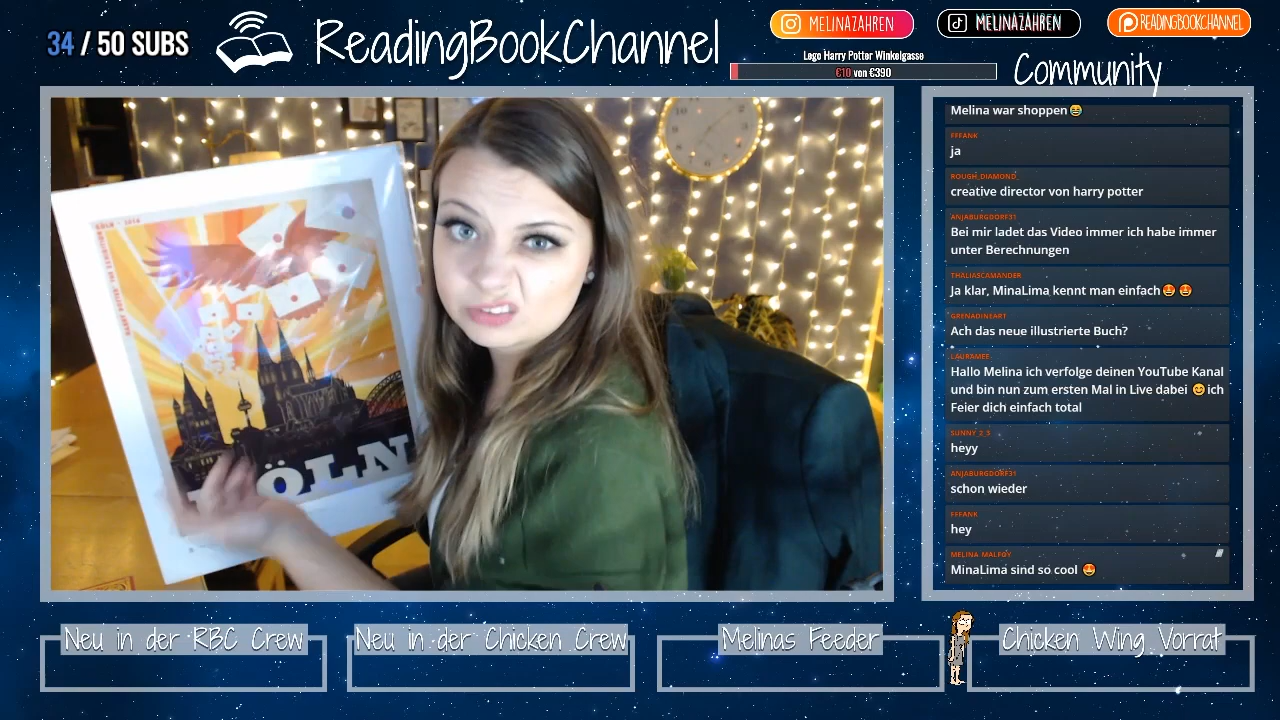 34 / 50 SUBS
ReadingBookChannel
MELINAZAHREN
MELINAZAHREN
READINGBOOKCHANNEL
Lego Harry Potter Winkelgasse
€10 von €390
Community
Melina war shoppen😂
FFFANK
ja
ROUGH_DIAMOND_
creative director von harry potter
ANJABURGDORF31
Bei mir ladet das Video immer ich habe immer
unter Berechnungen
THALIASCAMANDER
Ja klar, MinaLima kennt man einfach🤩 🤩
GRENADINEART
Ach das neue illustrierte Buch?
LAURAMEE
Hallo Melina ich verfolge deinen YouTube Kanal
und bin nun zum ersten Mal in Live dabei 😊ich
Feier dich einfach total
SUNNY_2_5
heyy
ANJABURGDORF31
schon wieder
FFFANK
hey
MELINA_MALFOY
MinaLima sind so cool 🤩
KÖLN
Neu in der RBC Crew
Neu in der Chicken Crew
Melinas Feeder
Chicken Wing Vorrat